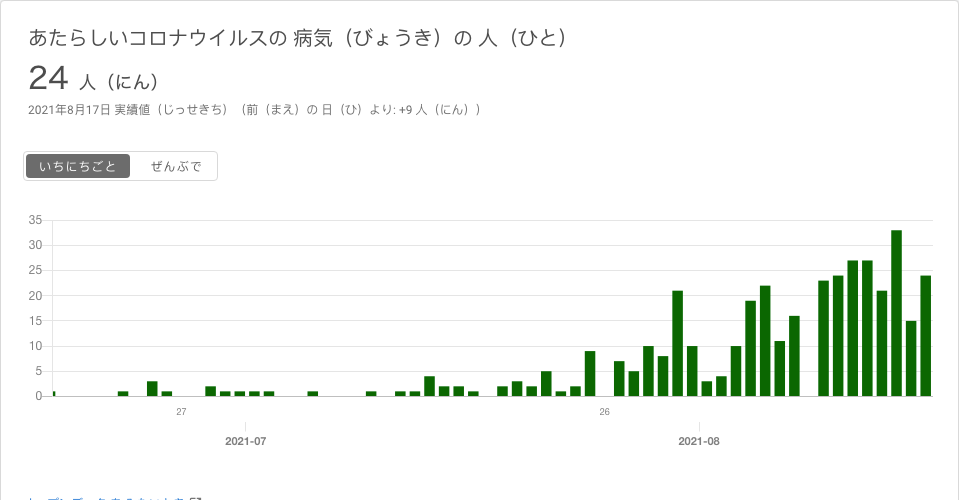 あたらしいコロナウイルスの 病気（びょうき）の 人（ひと）
24 人（にん）
2021年8月17日 実績値（じっせきち）（前（まえ）の 日（ひ）より: +9 人（にん））
いちにちごと ぜんぶで
35
30
25
20
15
10
5
0
27 26
2021-07 2021-08